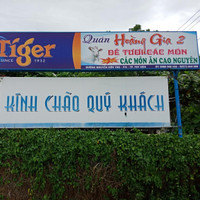 Tiger
SINCE 1932
Quán Hoàng Gia 2
DÊ TƯƠI CÁC MÓN
CÁC MÓN ĂN CAO NGUYÊN
KÍNH CHÀO QUÝ KHÁCH